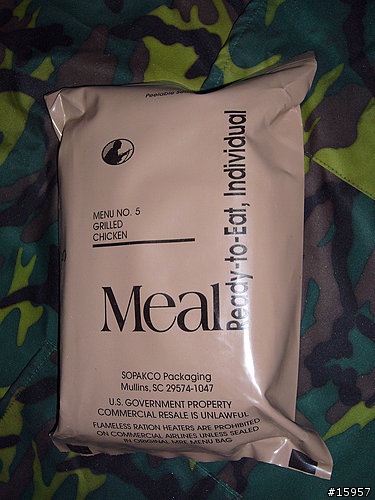 Peelable Seal
MENU NO. 5
GRILLED
CHICKEN
Meal
Ready-to-Eat, Individual
SOPAKCO Packaging
Mullins, SC 29574-1047
U.S. GOVERNMENT PROPERTY
COMMERCIAL RESALE IS UNLAWFUL
FLAMELESS RATION HEATERS ARE PROHIBITED
ON COMMERCIAL AIRLINES UNLESS SEALED
IN ORIGINAL MRE MENU BAG
#15957